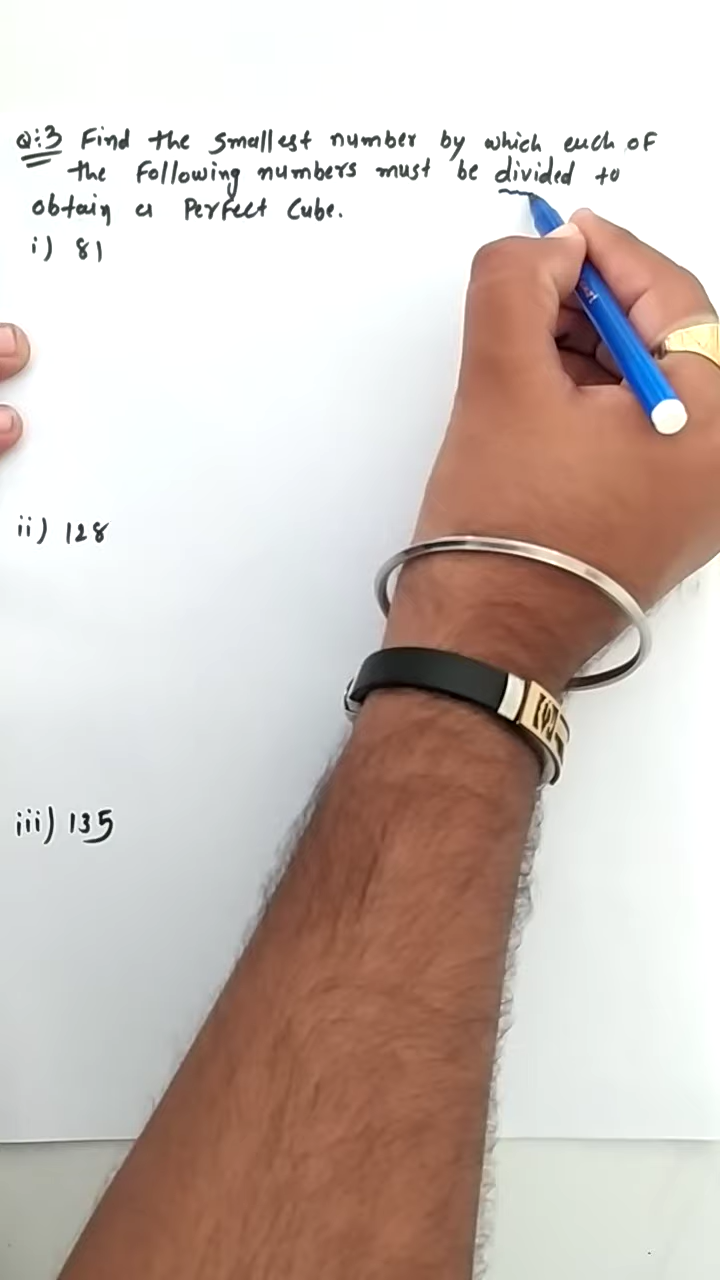 Q:3 Find the smallest number by which each of
the following numbers must be divided to
obtain a Perfect Cube.
i) 81
ii) 128
iii) 135